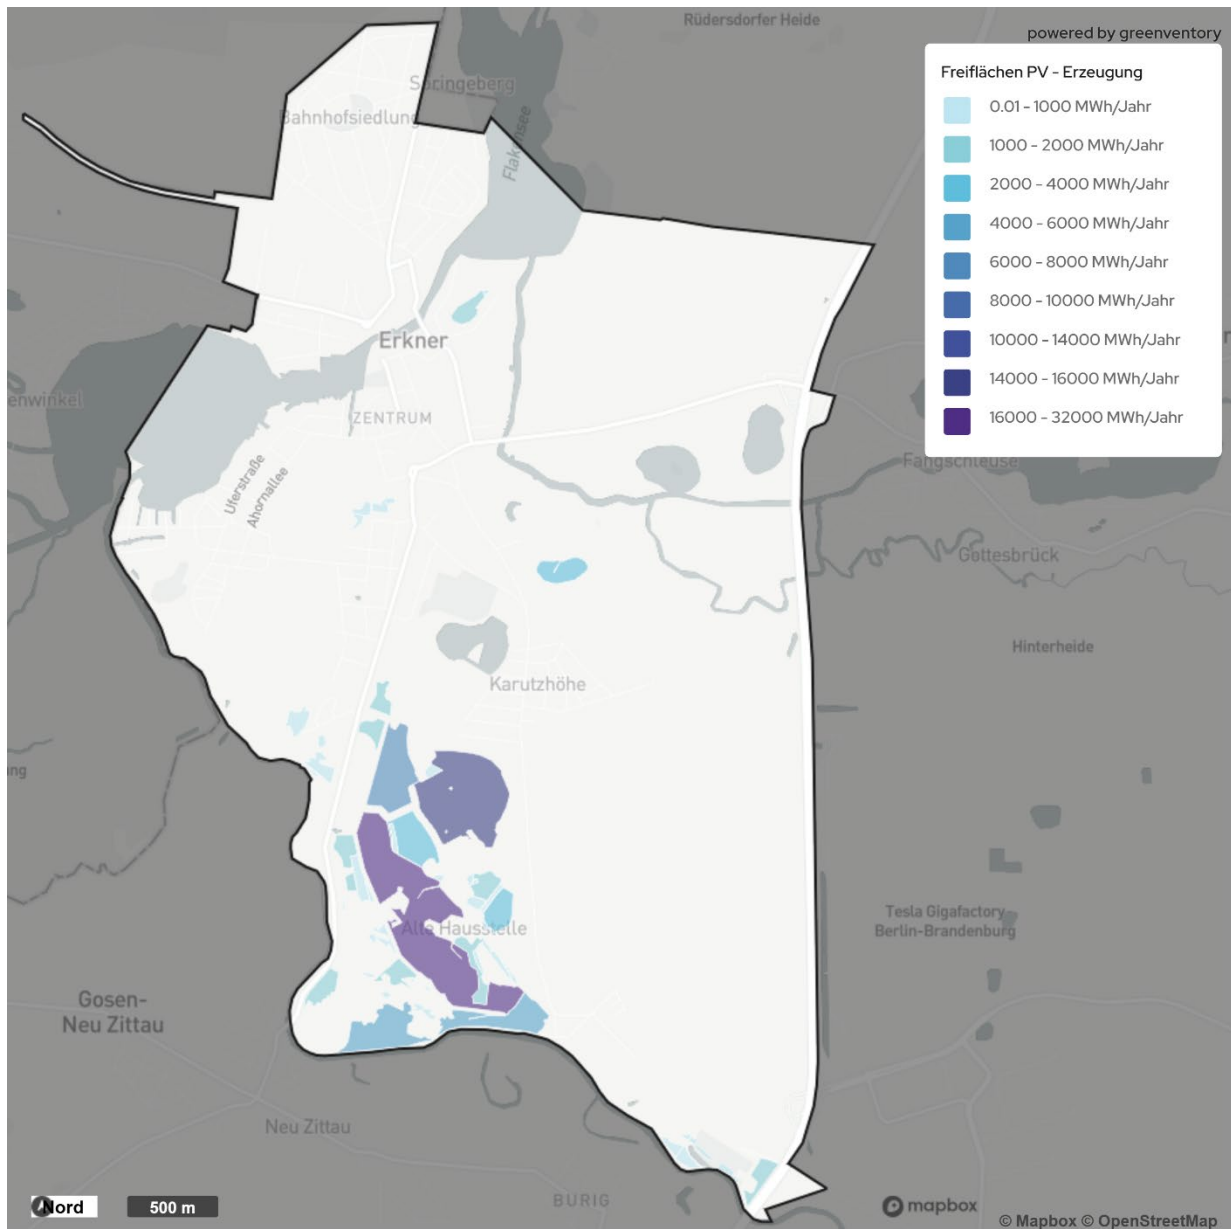 Rüdersdorfer Heide
powered by greenventory
Freiflächen PV - Erzeugung
0.01 - 1000 MWh/Jahr
1000 - 2000 MWh/Jahr
2000 - 4000 MWh/Jahr
4000 - 6000 MWh/Jahr
6000 - 8000 MWh/Jahr
8000 - 10000 MWh/Jahr
10000 - 14000 MWh/Jahr
14000 - 16000 MWh/Jahr
16000 - 32000 MWh/Jahr
Springeberg
Bahnhofsiedlung
Flakensee
Erkner
enwinkel
ZENTRUM
Uferstraße
Ahornallee
Fangschleuse
Gottesbrück
Hinterheide
Karutzhöhe
Tesla Gigafactory
Berlin-Brandenburg
Alte Hausstelle
Gosen-
Neu Zittau
Neu Zittau
BURIG
Nord
500 m
mapbox
© Mapbox © OpenStreetMap